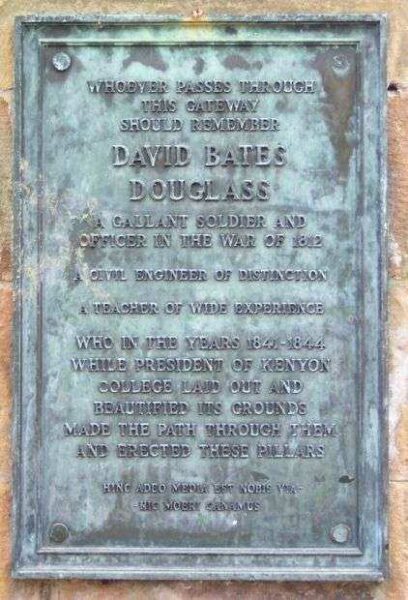 WHOEVER PASSES THROUGH
THIS GATEWAY
SHOULD REMEMBER
DAVID BATES
DOUGLASS
A GALLANT SOLDIER AND
OFFICER IN THE WAR OF 1812
A CIVIL ENGINEER OF DISTINCTION
A TEACHER OF WIDE EXPERIENCE
WHO IN THE YEARS 1841-1844
WHILE PRESIDENT OF KENYON
COLLEGE LAID OUT AND
BEAUTIFIED ITS GROUNDS
MADE THE PATH THROUGH THEM
AND ERECTED THESE PILLARS
HINC ADEO MEDIA EST NOBIS VIA-
-HIC MOERI CANAMUS